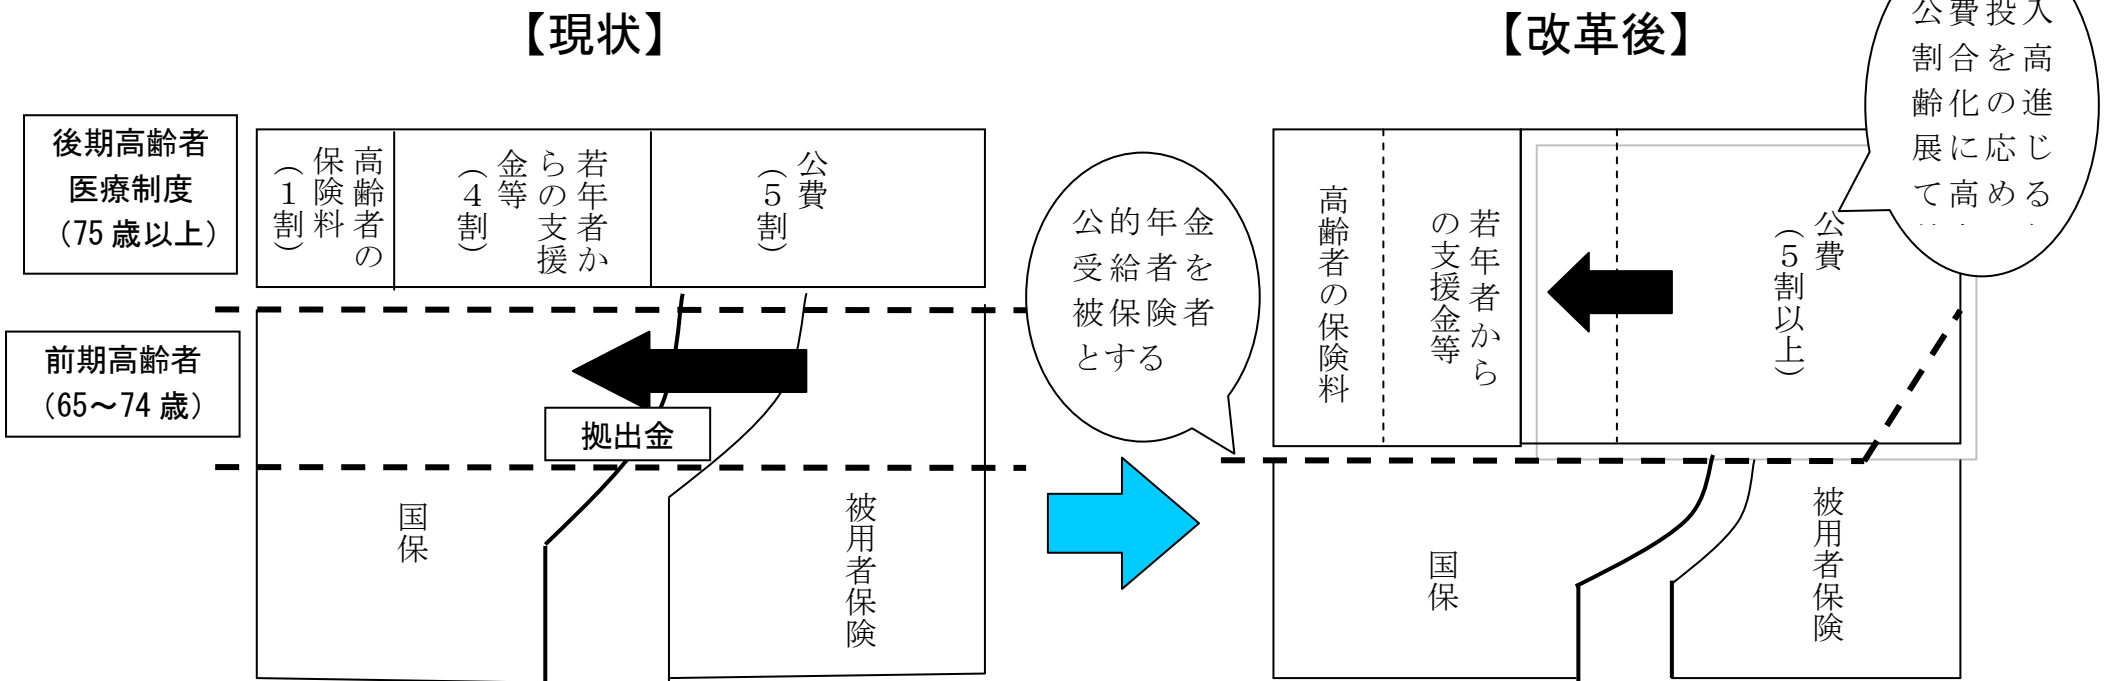 【現状】
後期高齢者
医療制度
（75歳以上）
高齢者の
保険料
（１割）
若年者か
らの支援
金等
（４割）
公費
（５割）
前期高齢者
（65～74歳）
拠出金
国保
被用者保険
公的年金
受給者を
被保険者
とする
【改革後】
公費投入
割合を高
齢化の進
展に応じ
て高める
高齢者の保険料
若年者から
の支援金等
公費
（５割以上）
国保
被用者保険